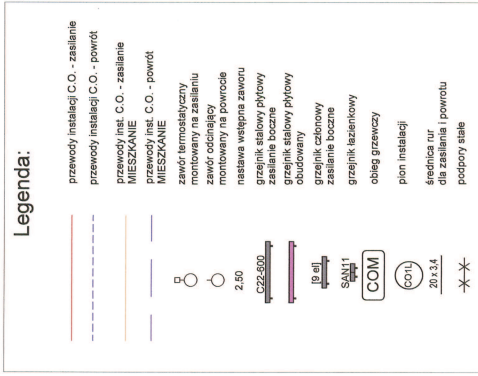 Legenda:
przewody instalacji C.O. - zasilanie
przewody instalacji C.O. - powrót
przewody inst. C.O. - zasilanie
MIESZKANIE
przewody inst. C.O. - powrót
MIESZKANIE
zawór termostatyczny
montowany na zasilaniu
zawór odcinający
montowany na powrocie
2,50 nastawa wstępna zaworu
C22-600 grzejnik stalowy płytowy
zasilanie boczne
grzejnik stalowy płytowy
obudowany
[9 el] grzejnik członowy
zasilanie boczne
SAN11 grzejnik łazienkowy
COM obieg grzewczy
CO1L pion instalacji
20 x 3,4 średnica rur
dla zasilania i powrotu
podpory stałe